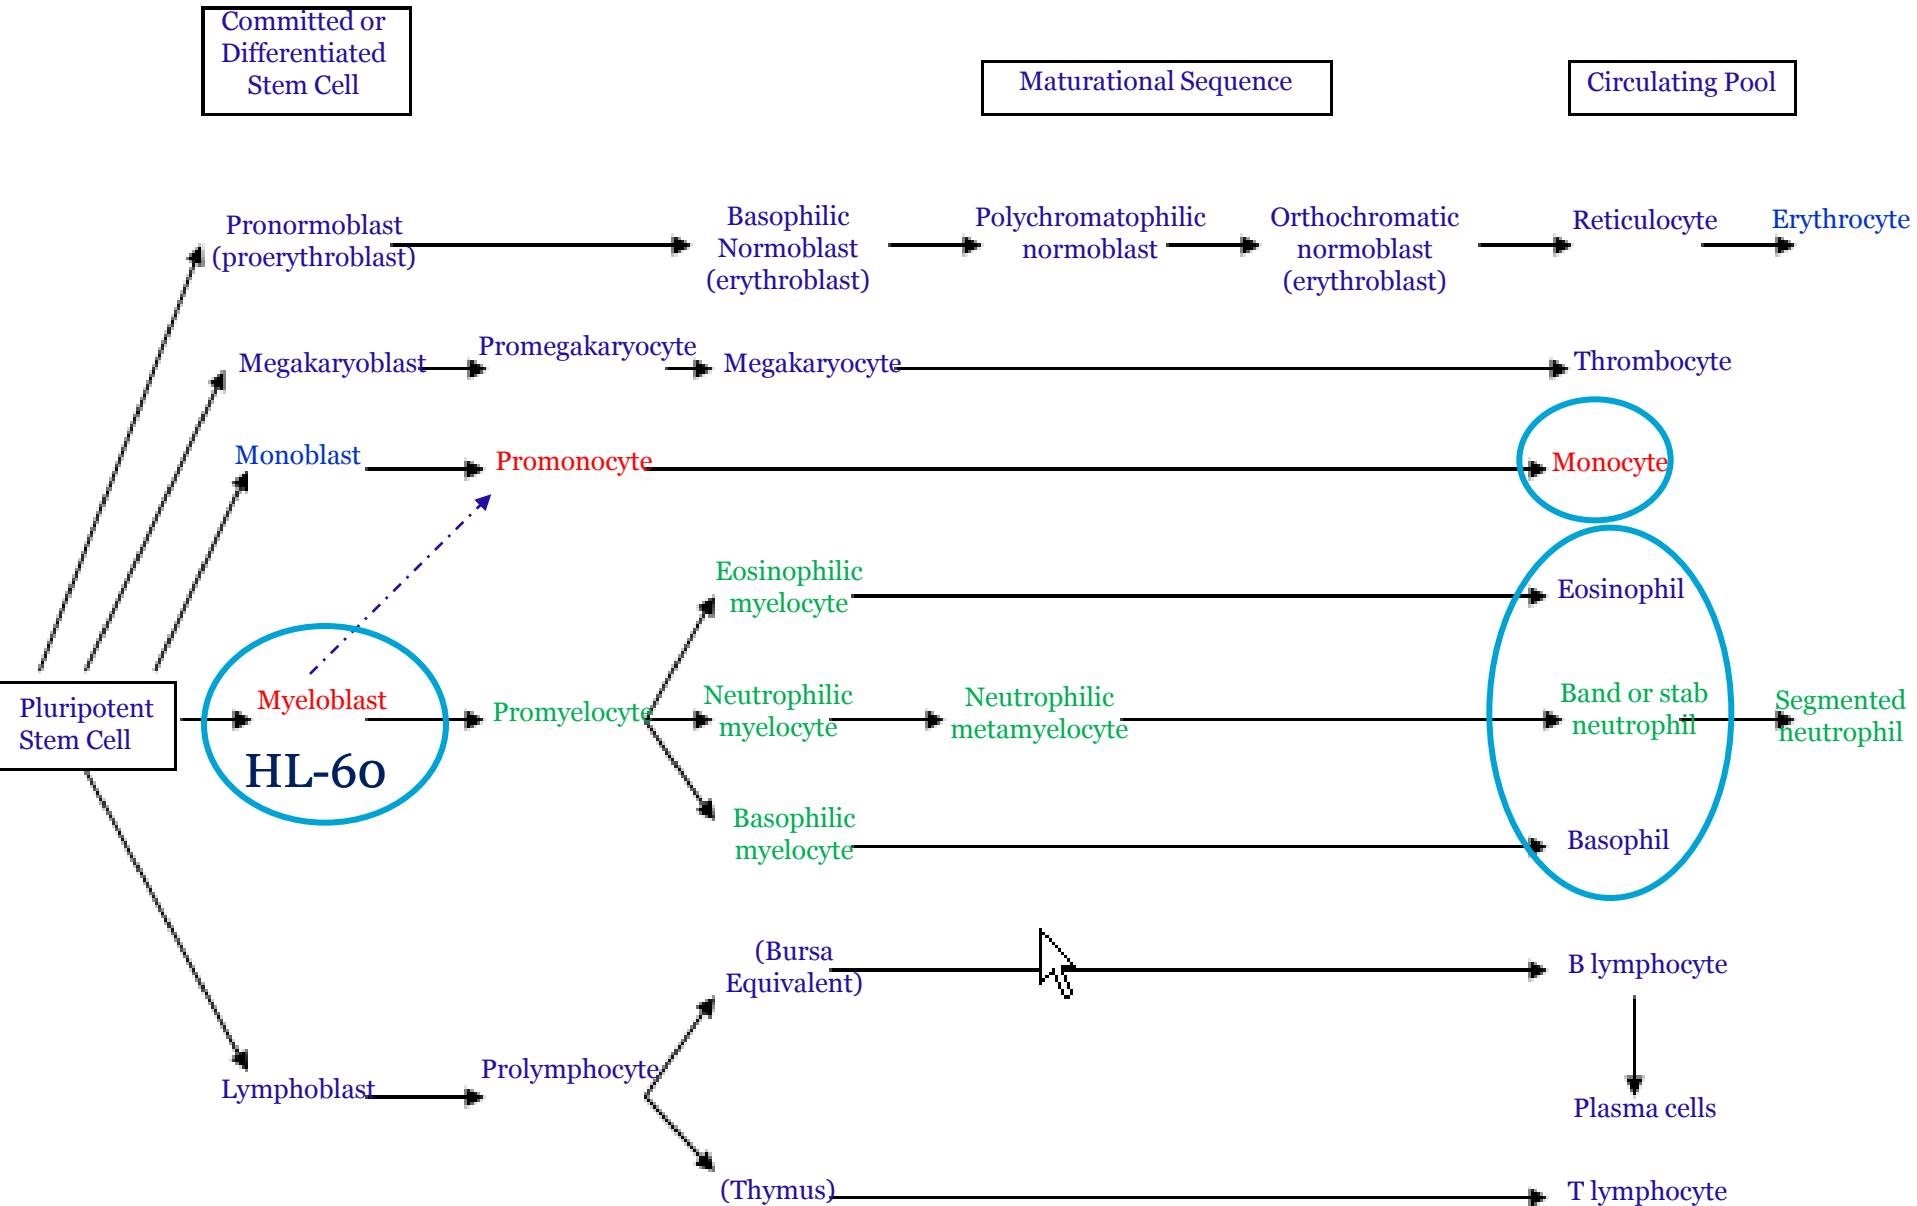 Committed or
Differentiated
Stem Cell
Maturational Sequence
Circulating Pool
Pronormoblast
(proerythroblast)
Basophilic
Normoblast
(erythroblast)
Polychromatophilic
normoblast
Orthochromatic
normoblast
(erythroblast)
Reticulocyte
Erythrocyte
Megakaryoblast
Promegakaryocyte
Megakaryocyte
Thrombocyte
Monoblast
Promonocyte
Monocyte
Eosinophilic
myelocyte
Eosinophil
Pluripotent
Stem Cell
Myeloblast
HL-60
Promyelocyte
Neutrophilic
myelocyte
Neutrophilic
metamyelocyte
Band or stab
neutrophil
Segmented
neutrophil
Basophilic
myelocyte
Basophil
(Bursa
Equivalent)
B lymphocyte
Lymphoblast
Prolymphocyte
Plasma cells
(Thymus)
T lymphocyte